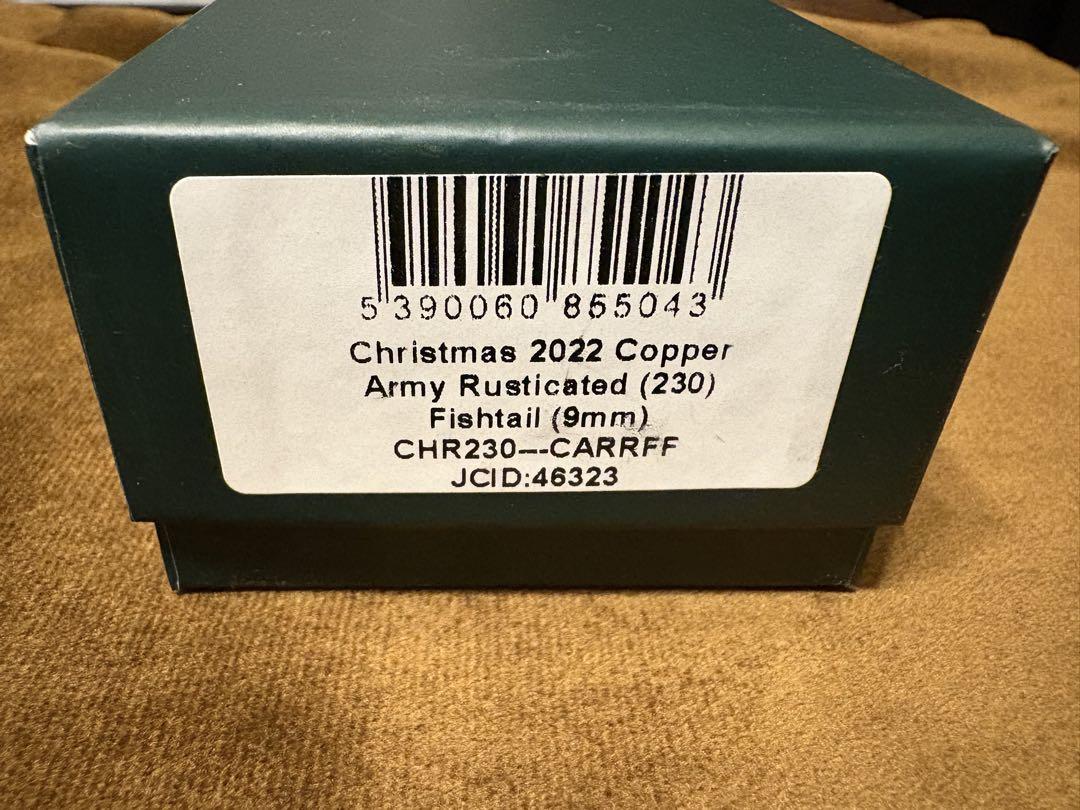 5 390060 855043
Christmas 2022 Copper
Army Rusticated (230)
Fishtail (9mm)
CHR230---CARRFF
JCID:46323